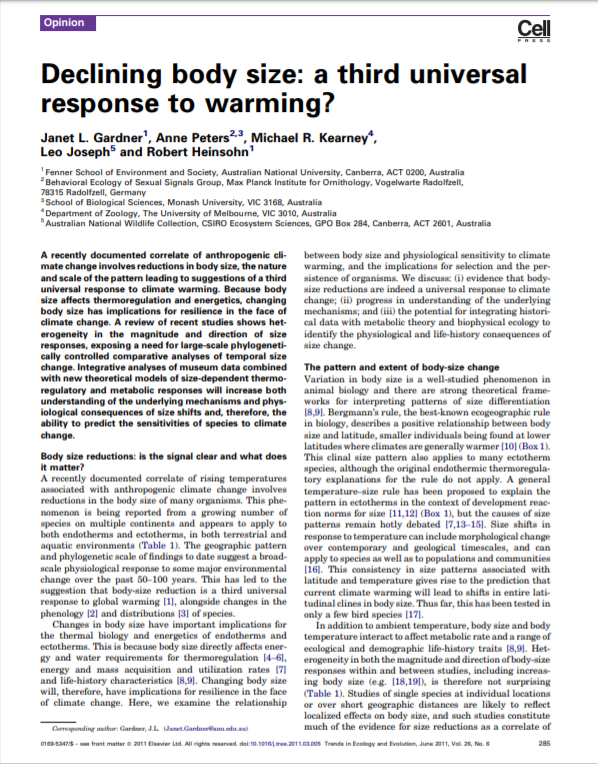 Opinion
Cell
PRESS
Declining body size: a third universal
response to warming?
Janet L. Gardner1, Anne Peters2,3, Michael R. Kearney4,
Leo Joseph5 and Robert Heinsohn1
1 Fenner School of Environment and Society, Australian National University, Canberra, ACT 0200, Australia
2 Behavioral Ecology of Sexual Signals Group, Max Planck Institute for Ornithology, Vogelwarte Radolfzell,
78315 Radolfzell, Germany
3 School of Biological Sciences, Monash University, VIC 3168, Australia
4 Department of Zoology, The University of Melbourne, VIC 3010, Australia
5 Australian National Wildlife Collection, CSIRO Ecosystem Sciences, GPO Box 284, Canberra, ACT 2601, Australia
A recently documented correlate of anthropogenic cli-
mate change involves reductions in body size, the nature
and scale of the pattern leading to suggestions of a third
universal response to climate warming. Because body
size affects thermoregulation and energetics, changing
body size has implications for resilience in the face of
climate change. A review of recent studies shows het-
erogeneity in the magnitude and direction of size
responses, exposing a need for large-scale phylogeneti-
cally controlled comparative analyses of temporal size
change. Integrative analyses of museum data combined
with new theoretical models of size-dependent thermo-
regulatory and metabolic responses will increase both
understanding of the underlying mechanisms and phys-
iological consequences of size shifts and, therefore, the
ability to predict the sensitivities of species to climate
change.
Body size reductions: is the signal clear and what does
it matter?
A recently documented correlate of rising temperatures
associated with anthropogenic climate change involves
reductions in the body size of many organisms. This phe-
nomenon is being reported from a growing number of
species on multiple continents and appears to apply to
both endotherms and ectotherms, in both terrestrial and
aquatic environments (Table 1). The geographic pattern
and phylogenetic scale of findings to date suggest a broad-
scale physiological response to some major environmental
change over the past 50–100 years. This has led to the
suggestion that body-size reduction is a third universal
response to global warming [1], alongside changes in the
phenology [2] and distributions [3] of species.
Changes in body size have important implications for
the thermal biology and energetics of endotherms and
ectotherms. This is because body size directly affects ener-
gy and water requirements for thermoregulation [4–6],
energy and mass acquisition and utilization rates [7]
and life-history characteristics [8,9]. Changing body size
will, therefore, have implications for resilience in the face
of climate change. Here, we examine the relationship
Corresponding author: Gardner, J.L. (Janet.Gardner@anu.edu.au)
between body size and physiological sensitivity to climate
warming, and the implications for selection and the per-
sistence of organisms. We discuss: (i) evidence that body-
size reductions are indeed a universal response to climate
change; (ii) progress in understanding of the underlying
mechanisms; and (iii) the potential for integrating histori-
cal data with metabolic theory and biophysical ecology to
identify the physiological and life-history consequences of
size change.
The pattern and extent of body-size change
Variation in body size is a well-studied phenomenon in
animal biology and there are strong theoretical frame-
works for interpreting patterns of size differentiation
[8,9]. Bergmann's rule, the best-known ecogeographic rule
in biology, describes a positive relationship between body
size and latitude, smaller individuals being found at lower
latitudes where climates are generally warmer [10] (Box 1).
This clinal size pattern also applies to many ectotherm
species, although the original endothermic thermoregula-
tory explanations for the rule do not apply. A general
temperature–size rule has been proposed to explain the
pattern in ectotherms in the context of development reac-
tion norms for size [11,12] (Box 1), but the causes of size
patterns remain hotly debated [7,13–15]. Size shifts in
response to temperature can include morphological change
over contemporary and geological timescales, and can
apply to species as well as to populations and communities
[16]. This consistency in size patterns associated with
latitude and temperature gives rise to the prediction that
current climate warming will lead to shifts in entire lati-
tudinal clines in body size. Thus far, this has been tested in
only a few bird species [17].
In addition to ambient temperature, body size and body
temperature interact to affect metabolic rate and a range of
ecological and demographic life-history traits [8,9]. Het-
erogeneity in both the magnitude and direction of body-size
responses within and between studies, including increas-
ing body size (e.g. [18,19]), is therefore not surprising
(Table 1). Studies of single species at individual locations
or over short geographic distances are likely to reflect
localized effects on body size, and such studies constitute
much of the evidence for size reductions as a correlate of
0169-5347/$ – see front matter © 2011 Elsevier Ltd. All rights reserved. doi:10.1016/j.tree.2011.03.005 Trends in Ecology and Evolution, June 2011, Vol. 26, No. 6
285